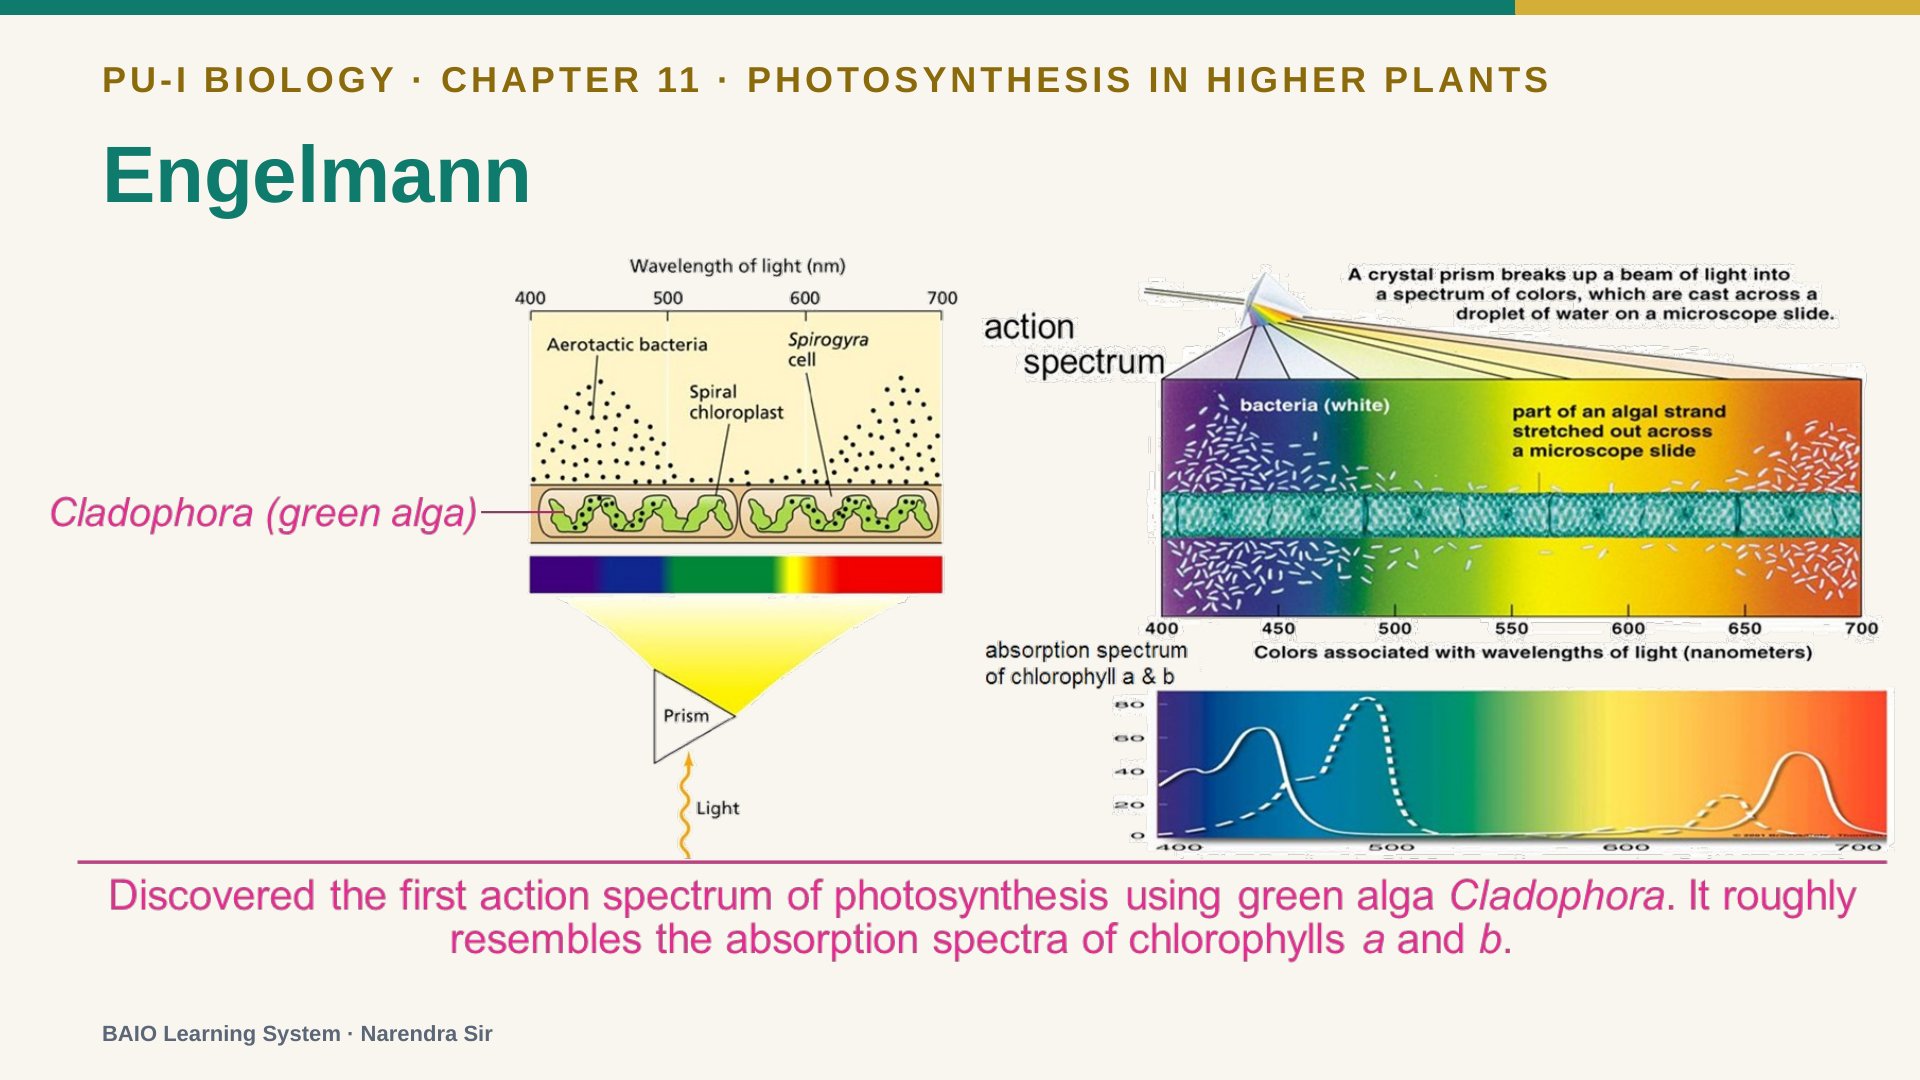 PU-I BIOLOGY · CHAPTER 11 · PHOTOSYNTHESIS IN HIGHER PLANTS
Engelmann
Wavelength of light (nm)
400 500 600 700
Aerotactic bacteria
Spirogyra
cell
Spiral
chloroplast
Cladophora (green alga)
Prism
Light
A crystal prism breaks up a beam of light into
a spectrum of colors, which are cast across a
droplet of water on a microscope slide.
action
spectrum
bacteria (white)
part of an algal strand
stretched out across
a microscope slide
400 450 500 550 600 650 700
Colors associated with wavelengths of light (nanometers)
absorption spectrum
of chlorophyll a & b
80
60
40
20
0
400 500 600 700
Discovered the first action spectrum of photosynthesis using green alga Cladophora. It roughly
resembles the absorption spectra of chlorophylls a and b.
BAIO Learning System · Narendra Sir